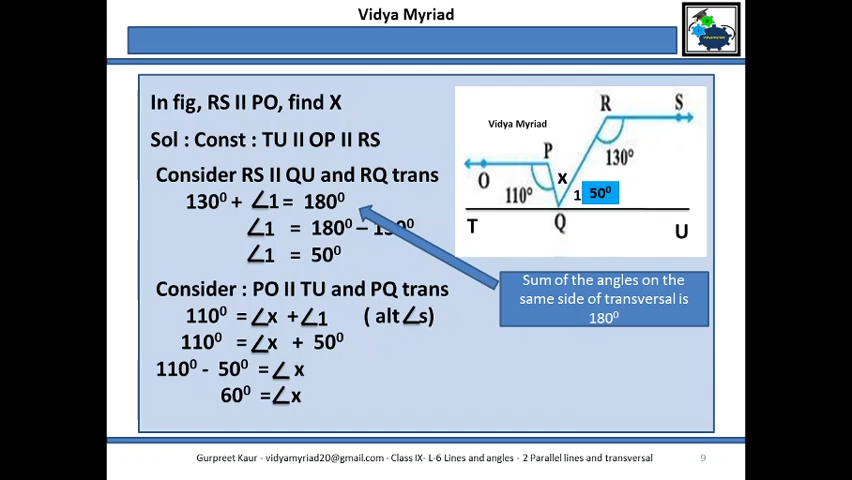 Vidya Myriad
vidyamyriad
In fig, RS II PO, find X
Sol : Const : TU II OP II RS
Consider RS II QU and RQ trans
130⁰ + ∠1 = 180⁰
∠1 = 180⁰ – 130⁰
∠1 = 50⁰
Consider : PO II TU and PQ trans
110⁰ = ∠x + ∠1 ( alt ∠s)
110⁰ = ∠x + 50⁰
110⁰ - 50⁰ = ∠ x
60⁰ = ∠x
R S
Vidya Myriad
P
130°
O
x
110°
1 50⁰
T Q U
Sum of the angles on the
same side of transversal is
180⁰
Gurpreet Kaur - vidyamyriad20@gmail.com - Class IX- L-6 Lines and angles - 2 Parallel lines and transversal
9